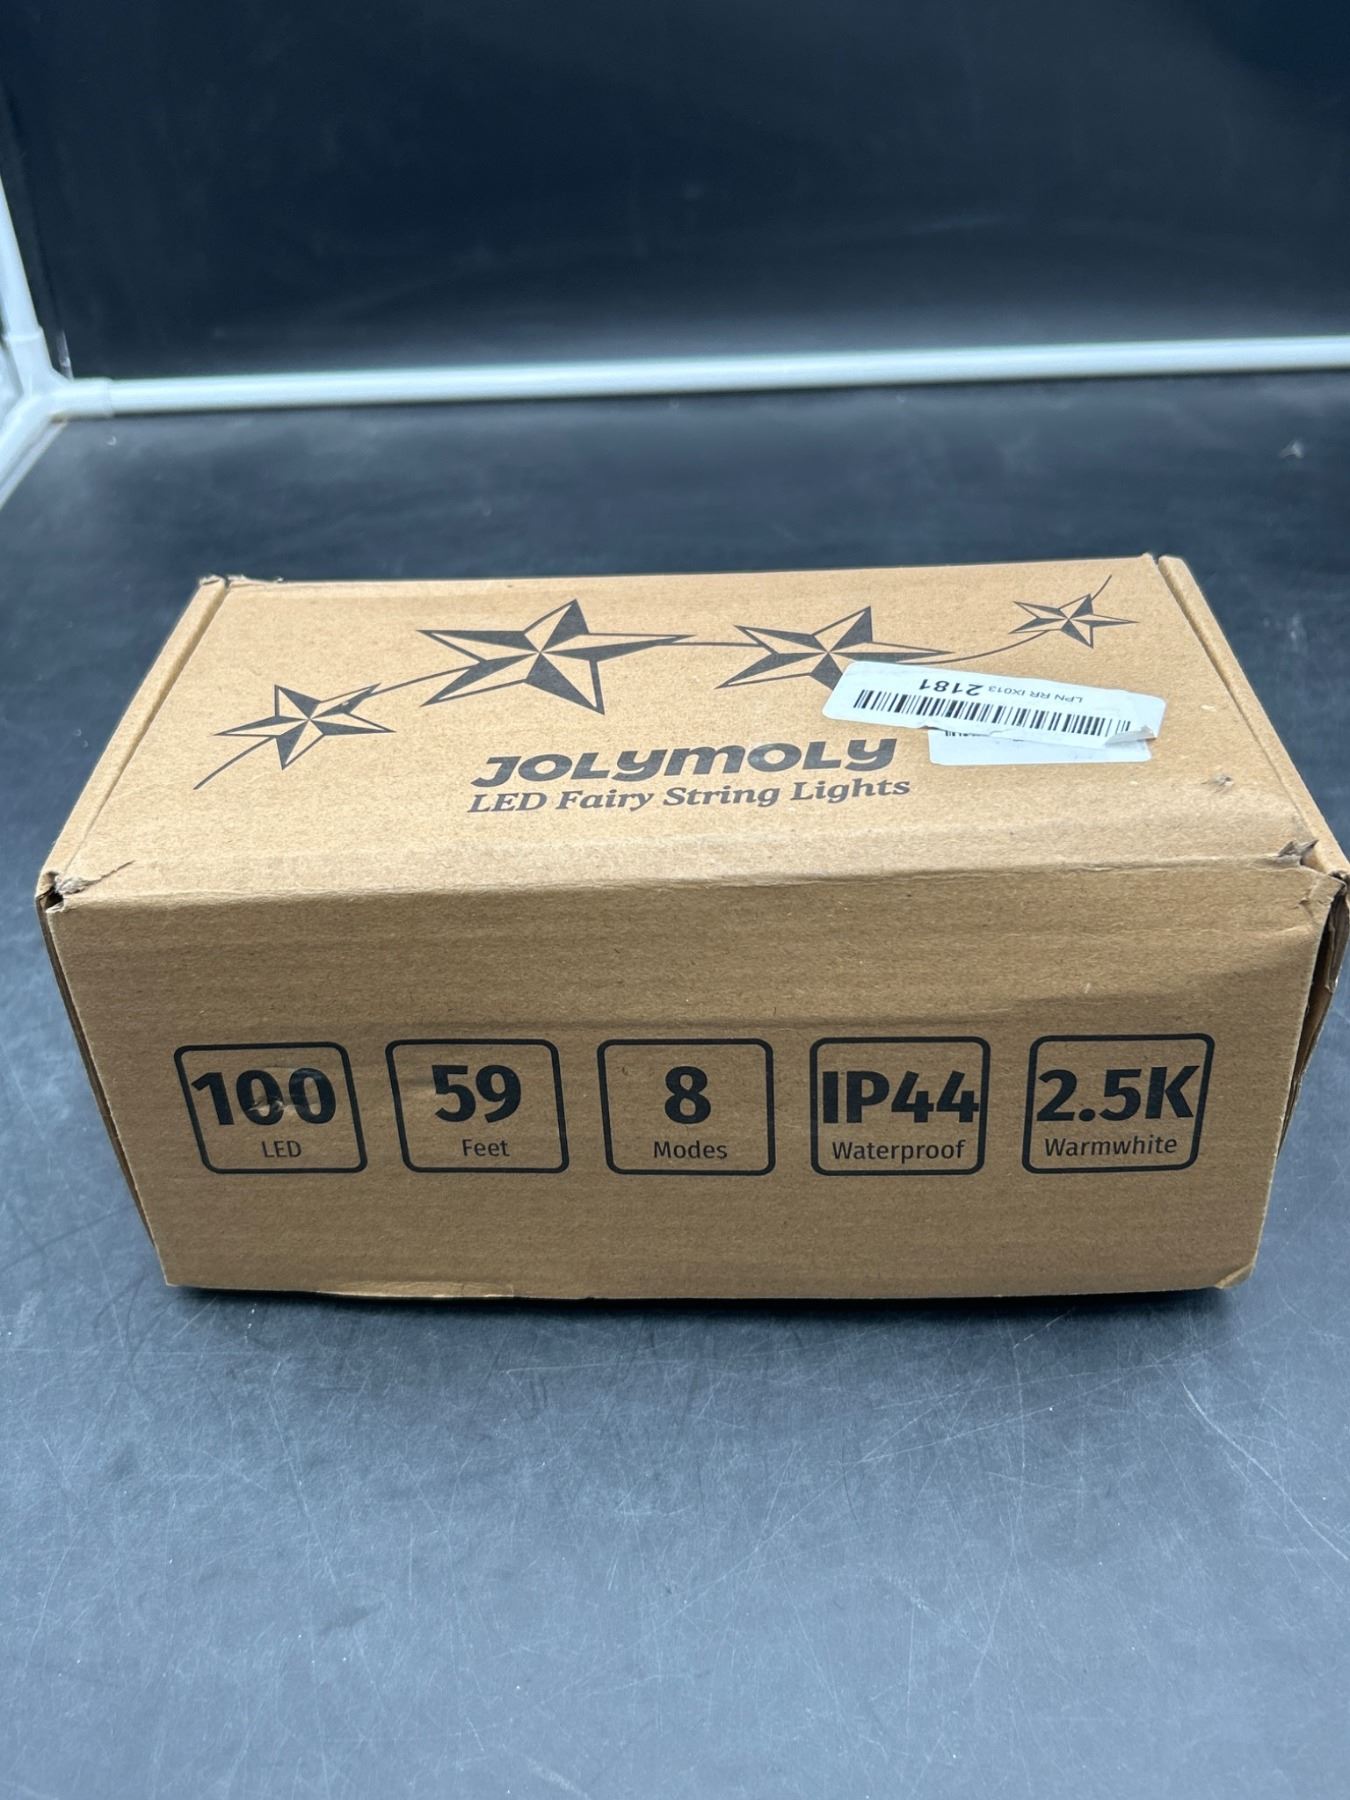 LPN RR IX013 2181
JOLYMOLY
LED Fairy String Lights
100
LED
59
Feet
8
Modes
IP44
Waterproof
2.5K
Warmwhite